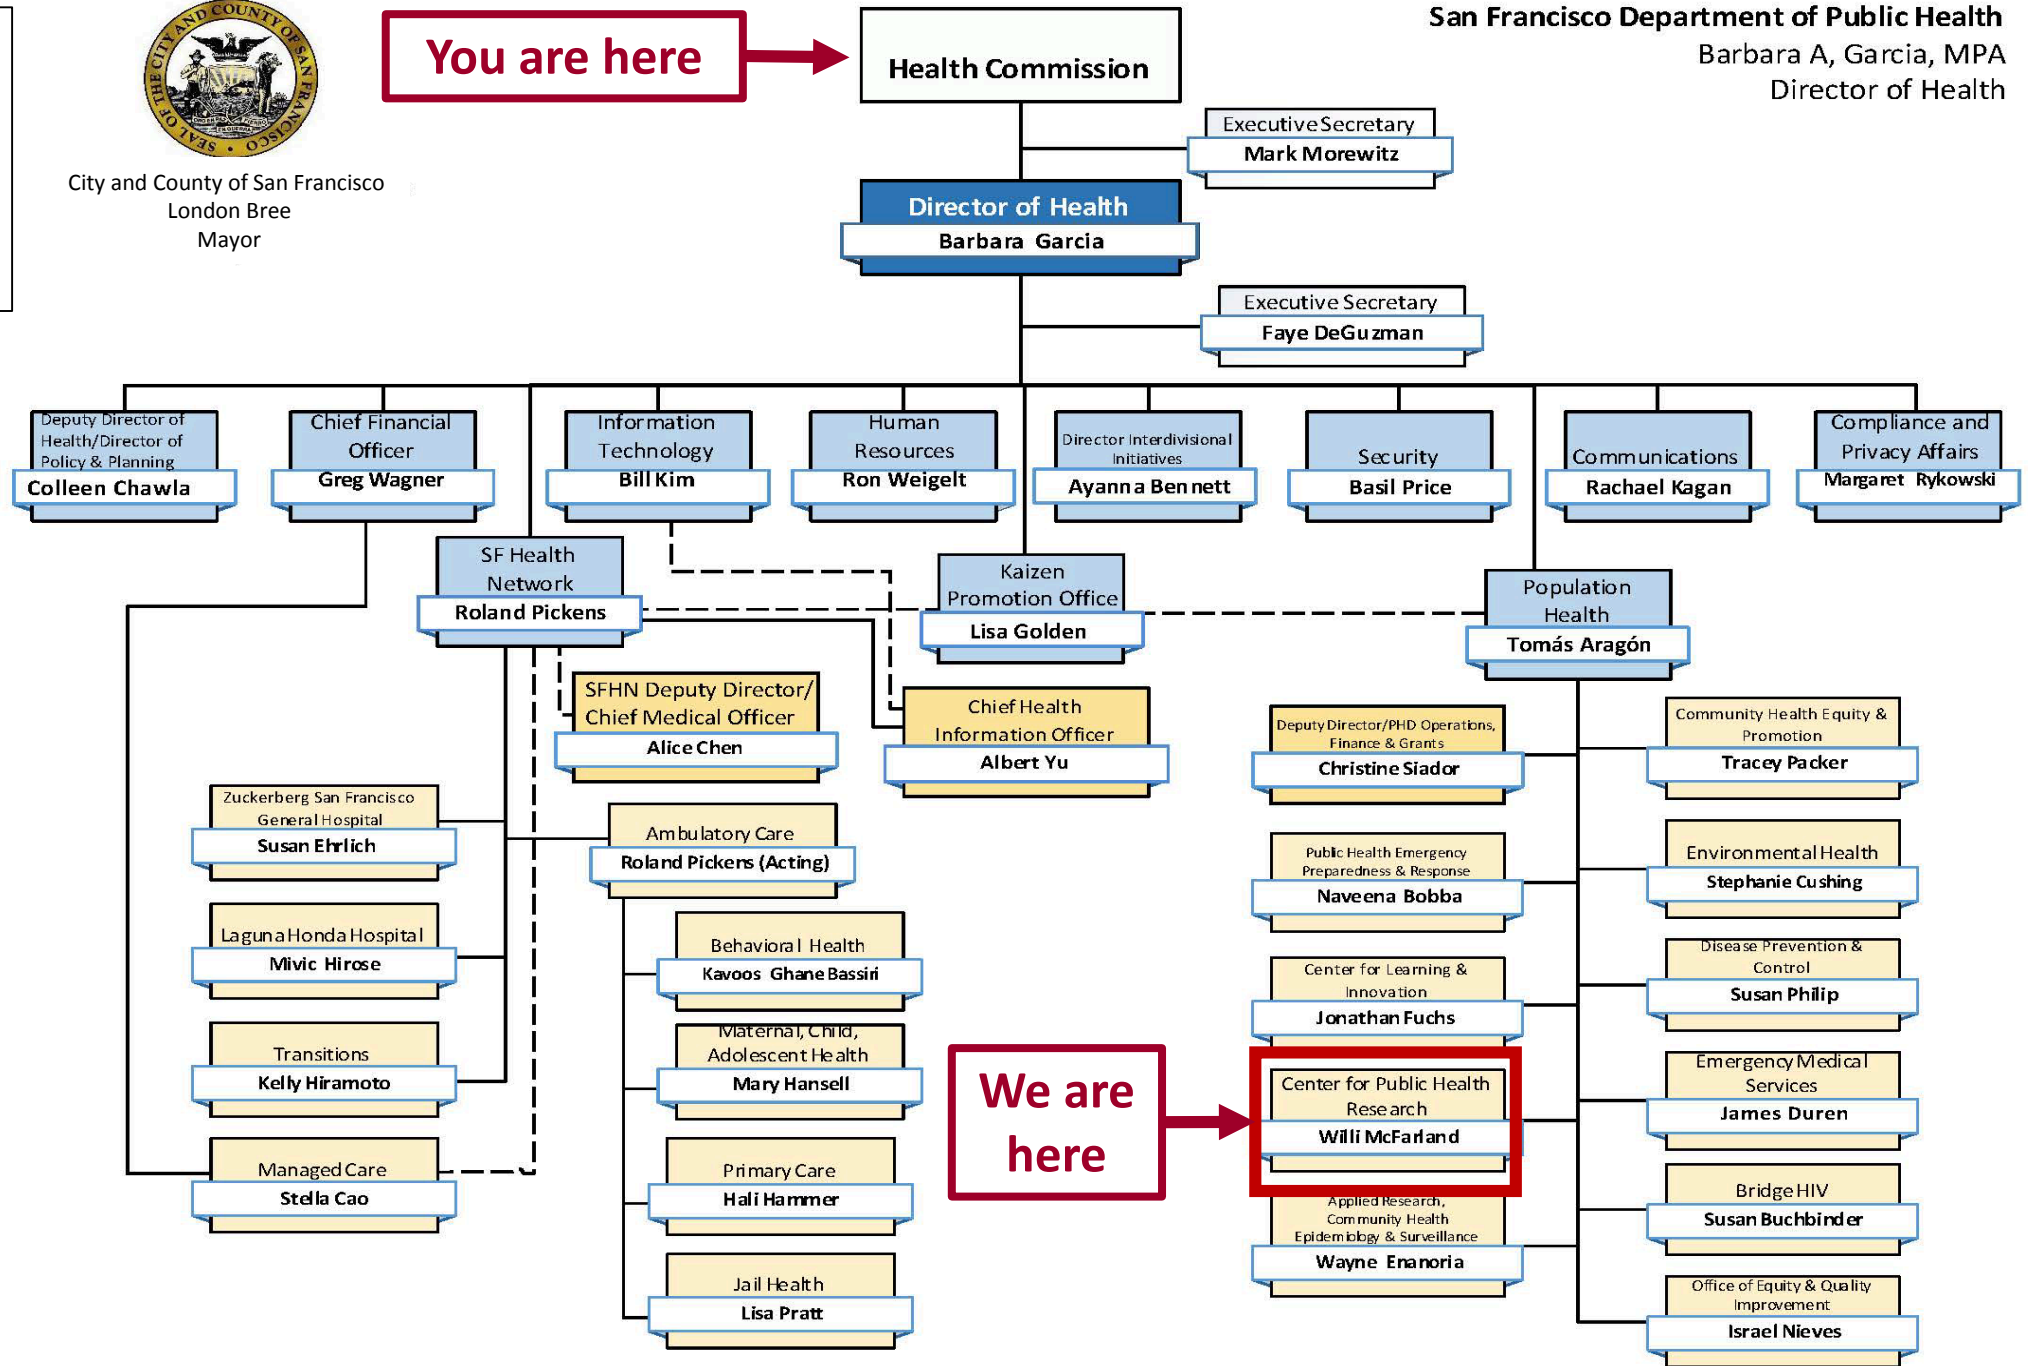 SEAL OF THE CITY AND COUNTY OF SAN FRANCISCO
City and County of San Francisco
London Bree
Mayor
You are here
Health Commission
San Francisco Department of Public Health
Barbara A, Garcia, MPA
Director of Health
Executive Secretary
Mark Morewitz
Director of Health
Barbara Garcia
Executive Secretary
Faye DeGuzman
Deputy Director of
Health/Director of
Policy & Planning
Colleen Chawla
Chief Financial
Officer
Greg Wagner
Information
Technology
Bill Kim
Human
Resources
Ron Weigelt
Director Interdivisional
Initiatives
Ayanna Bennett
Security
Basil Price
Communications
Rachael Kagan
Compliance and
Privacy Affairs
Margaret Rykowski
SF Health
Network
Roland Pickens
Kaizen
Promotion Office
Lisa Golden
Population
Health
Tomás Aragón
SFHN Deputy Director/
Chief Medical Officer
Alice Chen
Chief Health
Information Officer
Albert Yu
Zuckerberg San Francisco
General Hospital
Susan Ehrlich
Laguna Honda Hospital
Mivic Hirose
Transitions
Kelly Hiramoto
Managed Care
Stella Cao
Ambulatory Care
Roland Pickens (Acting)
Behavioral Health
Kavoos Ghane Bassiri
Maternal, Child,
Adolescent Health
Mary Hansell
Primary Care
Hali Hammer
Jail Health
Lisa Pratt
We are
here
Deputy Director/PHD Operations,
Finance & Grants
Christine Siador
Public Health Emergency
Preparedness & Response
Naveena Bobba
Center for Learning &
Innovation
Jonathan Fuchs
Center for Public Health
Research
Willi McFarland
Applied Research,
Community Health
Epidemiology & Surveillance
Wayne Enanoria
Community Health Equity &
Promotion
Tracey Packer
Environmental Health
Stephanie Cushing
Disease Prevention &
Control
Susan Philip
Emergency Medical
Services
James Duren
Bridge HIV
Susan Buchbinder
Office of Equity & Quality
Improvement
Israel Nieves